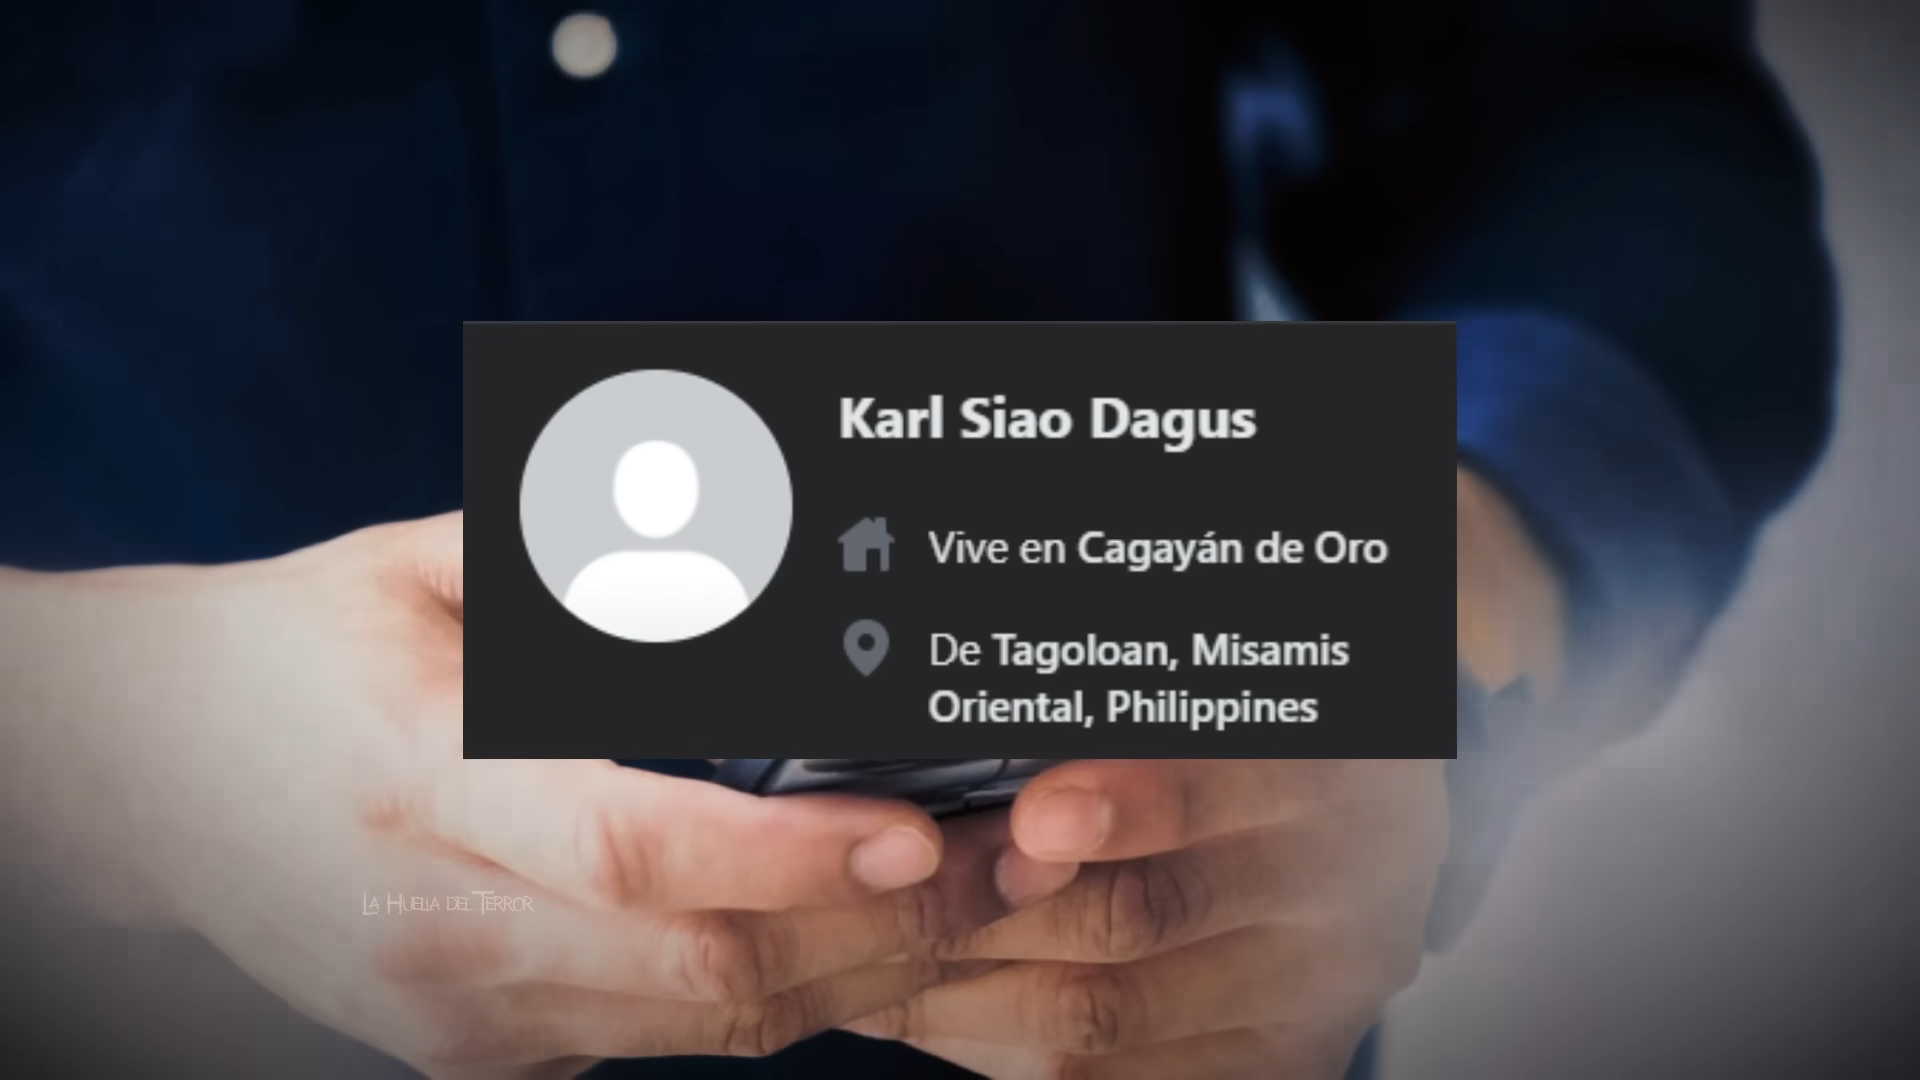 Karl Siao Dagus
Vive en Cagayán de Oro
De Tagoloan, Misamis
Oriental, Philippines
La Huella del Terror